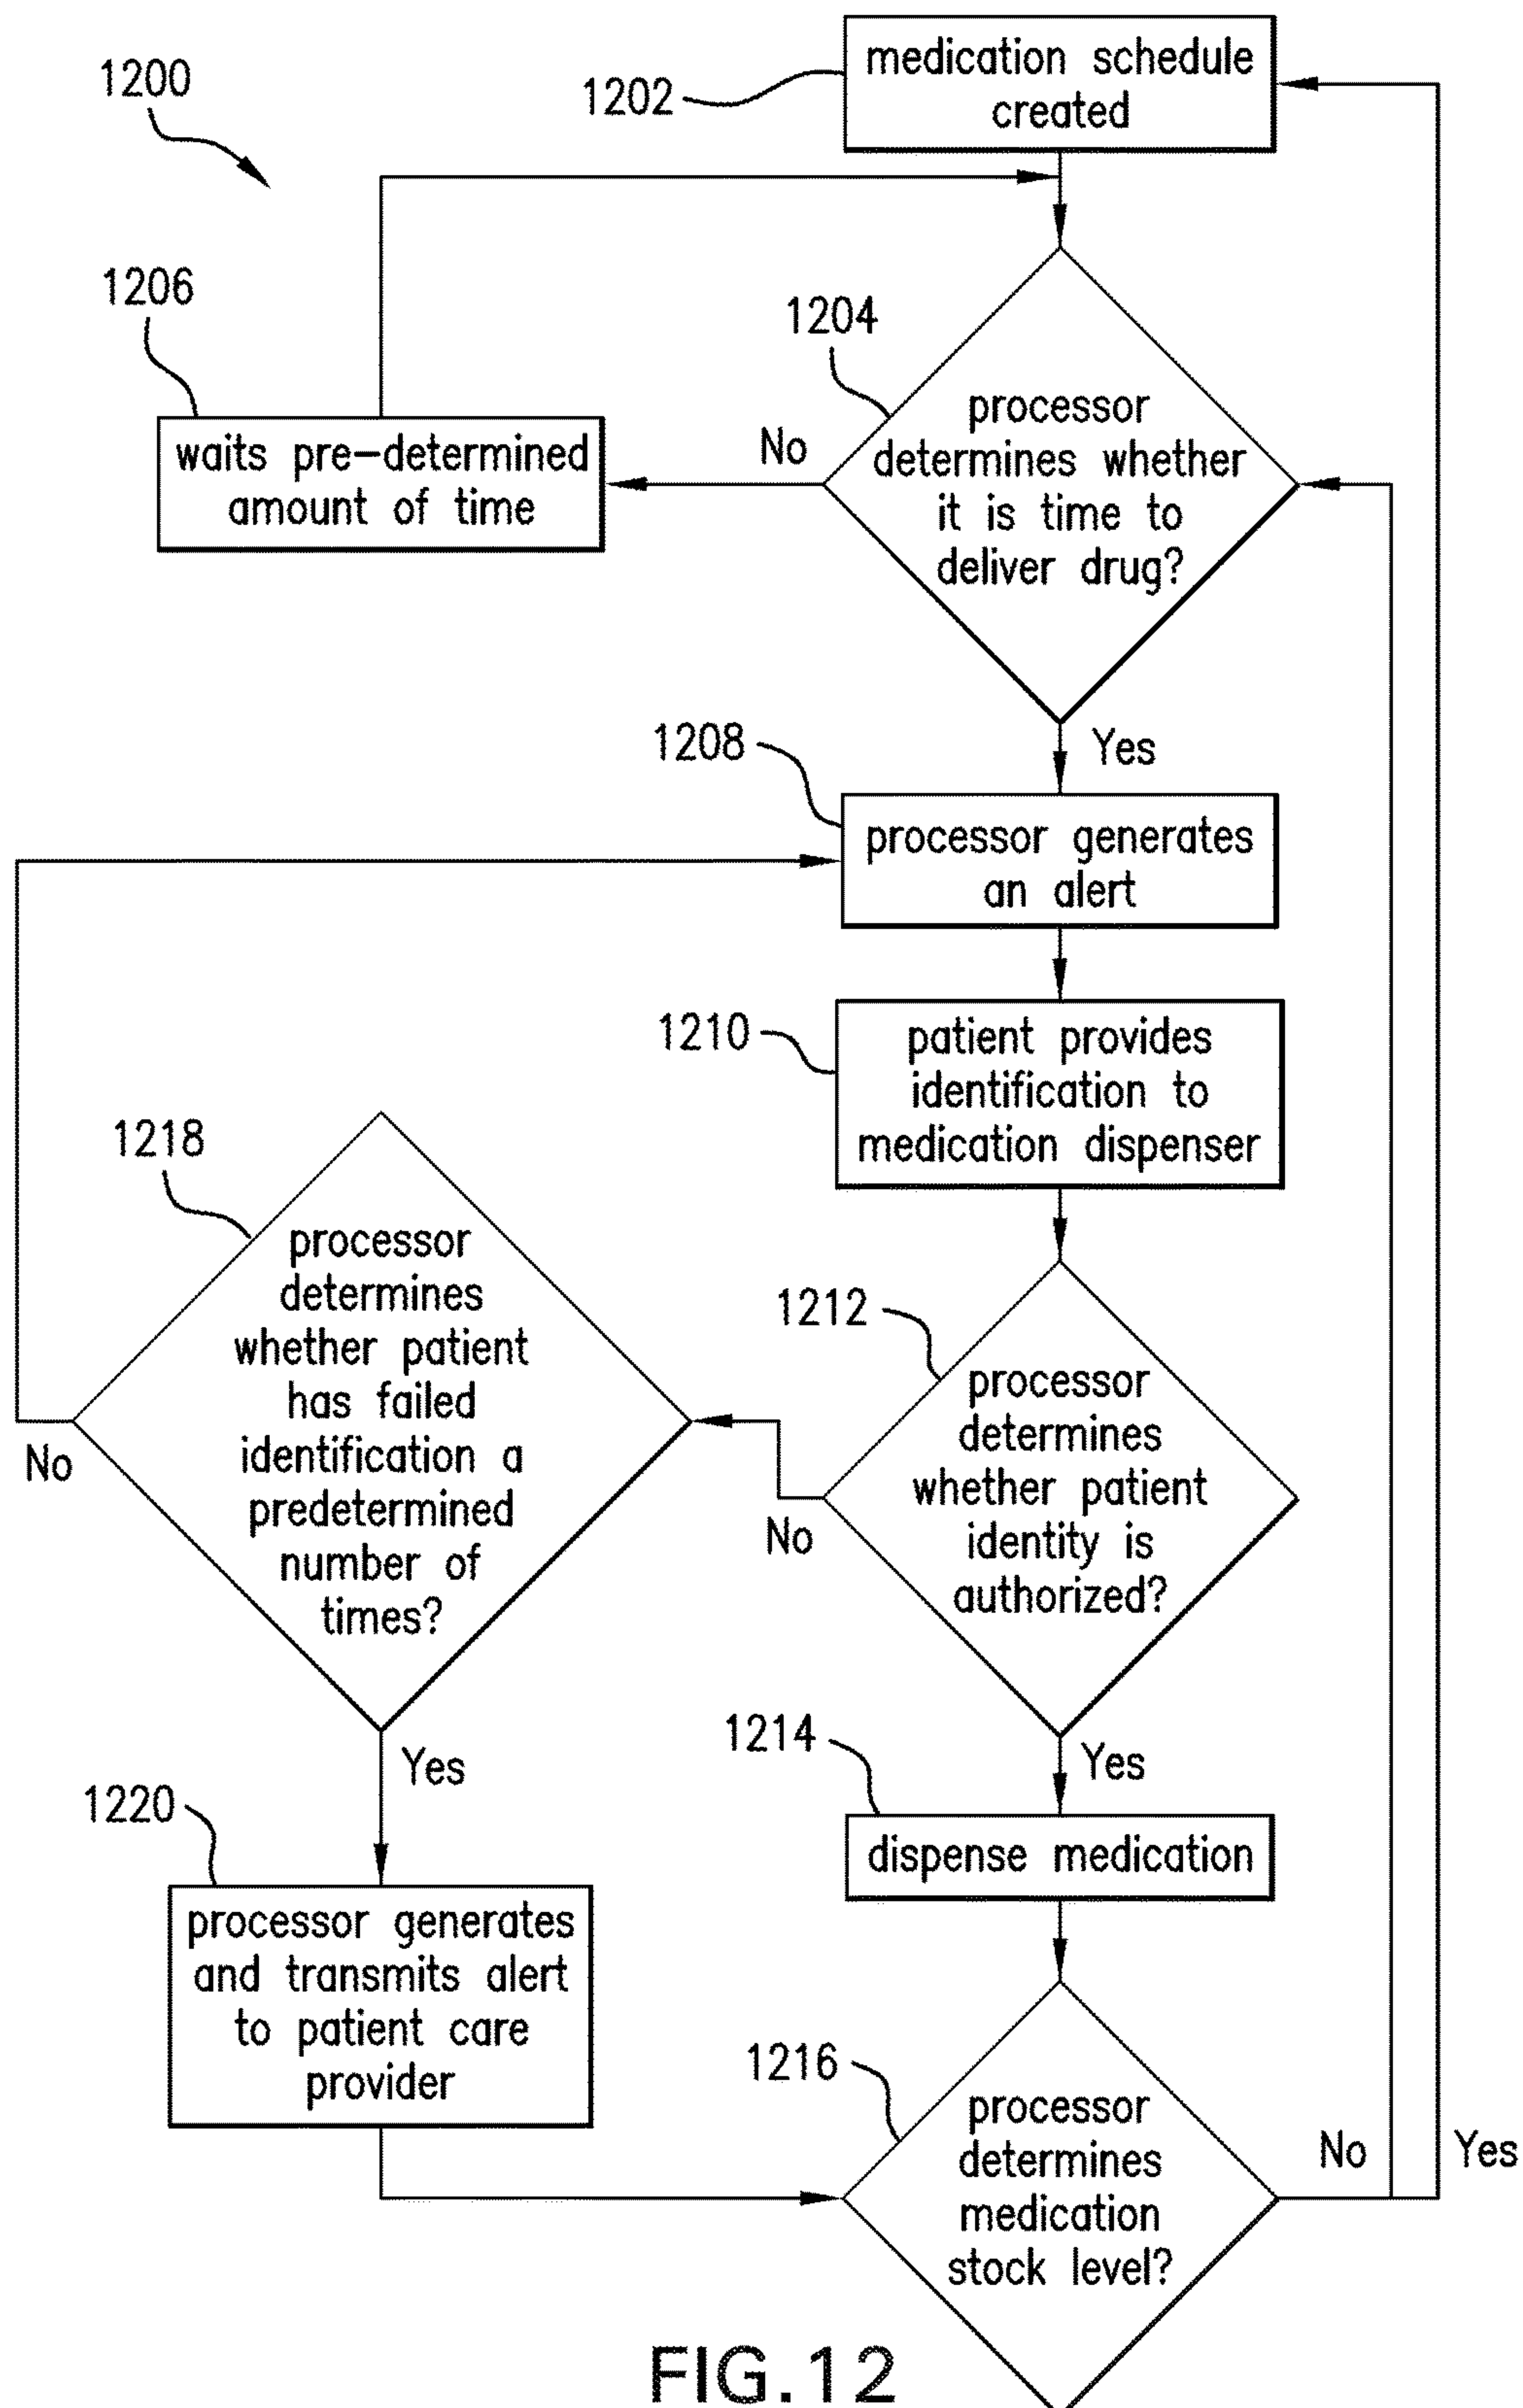 1200
1202
medication schedule
created
1206
1204
waits pre-determined
amount of time
No
processor
determines whether
it is time to
deliver drug?
Yes
1208
processor generates
an alert
1210
patient provides
identification to
medication dispenser
1218
processor
determines
whether patient
has failed
identification a
predetermined
number of
times?
No
1212
processor
determines
whether patient
identity is
authorized?
No
Yes
Yes
1214
dispense medication
1220
processor generates
and transmits alert
to patient care
provider
1216
processor
determines
medication
stock level?
No
Yes
FIG.12